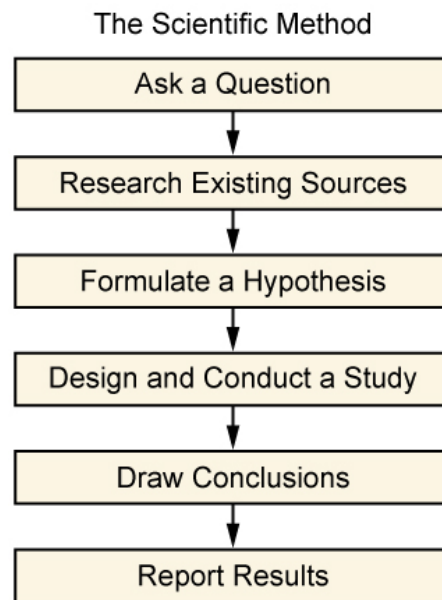 The Scientific Method
Ask a Question
Research Existing Sources
Formulate a Hypothesis
Design and Conduct a Study
Draw Conclusions
Report Results